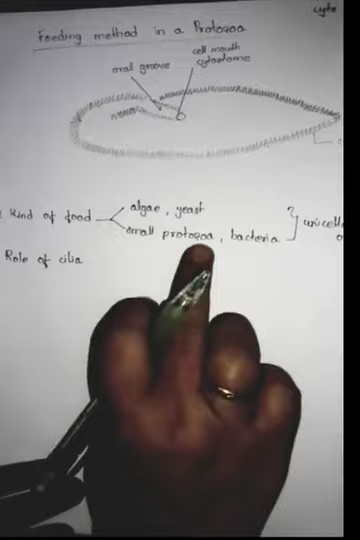 cyto
Feeding method in a Protozoa
cell mouth
oral groove cytostome
Kind of food algae, yeast
small protozoa, bacteria } unicell
Role of cilia